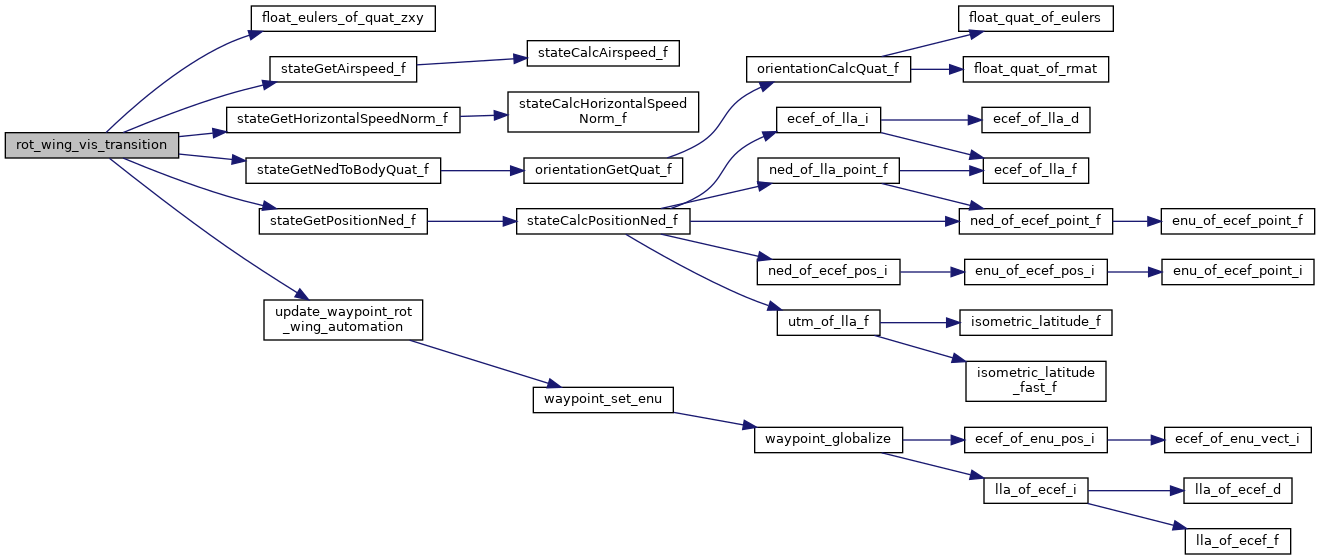 rot_wing_vis_transition
float_eulers_of_quat_zxy
stateGetAirspeed_f
stateCalcAirspeed_f
stateGetHorizontalSpeedNorm_f
stateCalcHorizontalSpeed
Norm_f
stateGetNedToBodyQuat_f
orientationGetQuat_f
orientationCalcQuat_f
float_quat_of_eulers
float_quat_of_rmat
stateGetPositionNed_f
stateCalcPositionNed_f
ecef_of_lla_i
ecef_of_lla_d
ecef_of_lla_f
ned_of_lla_point_f
ned_of_ecef_point_f
enu_of_ecef_point_f
ned_of_ecef_pos_i
enu_of_ecef_pos_i
enu_of_ecef_point_i
utm_of_lla_f
isometric_latitude_f
isometric_latitude
_fast_f
update_waypoint_rot
_wing_automation
waypoint_set_enu
waypoint_globalize
ecef_of_enu_pos_i
ecef_of_enu_vect_i
lla_of_ecef_i
lla_of_ecef_d
lla_of_ecef_f